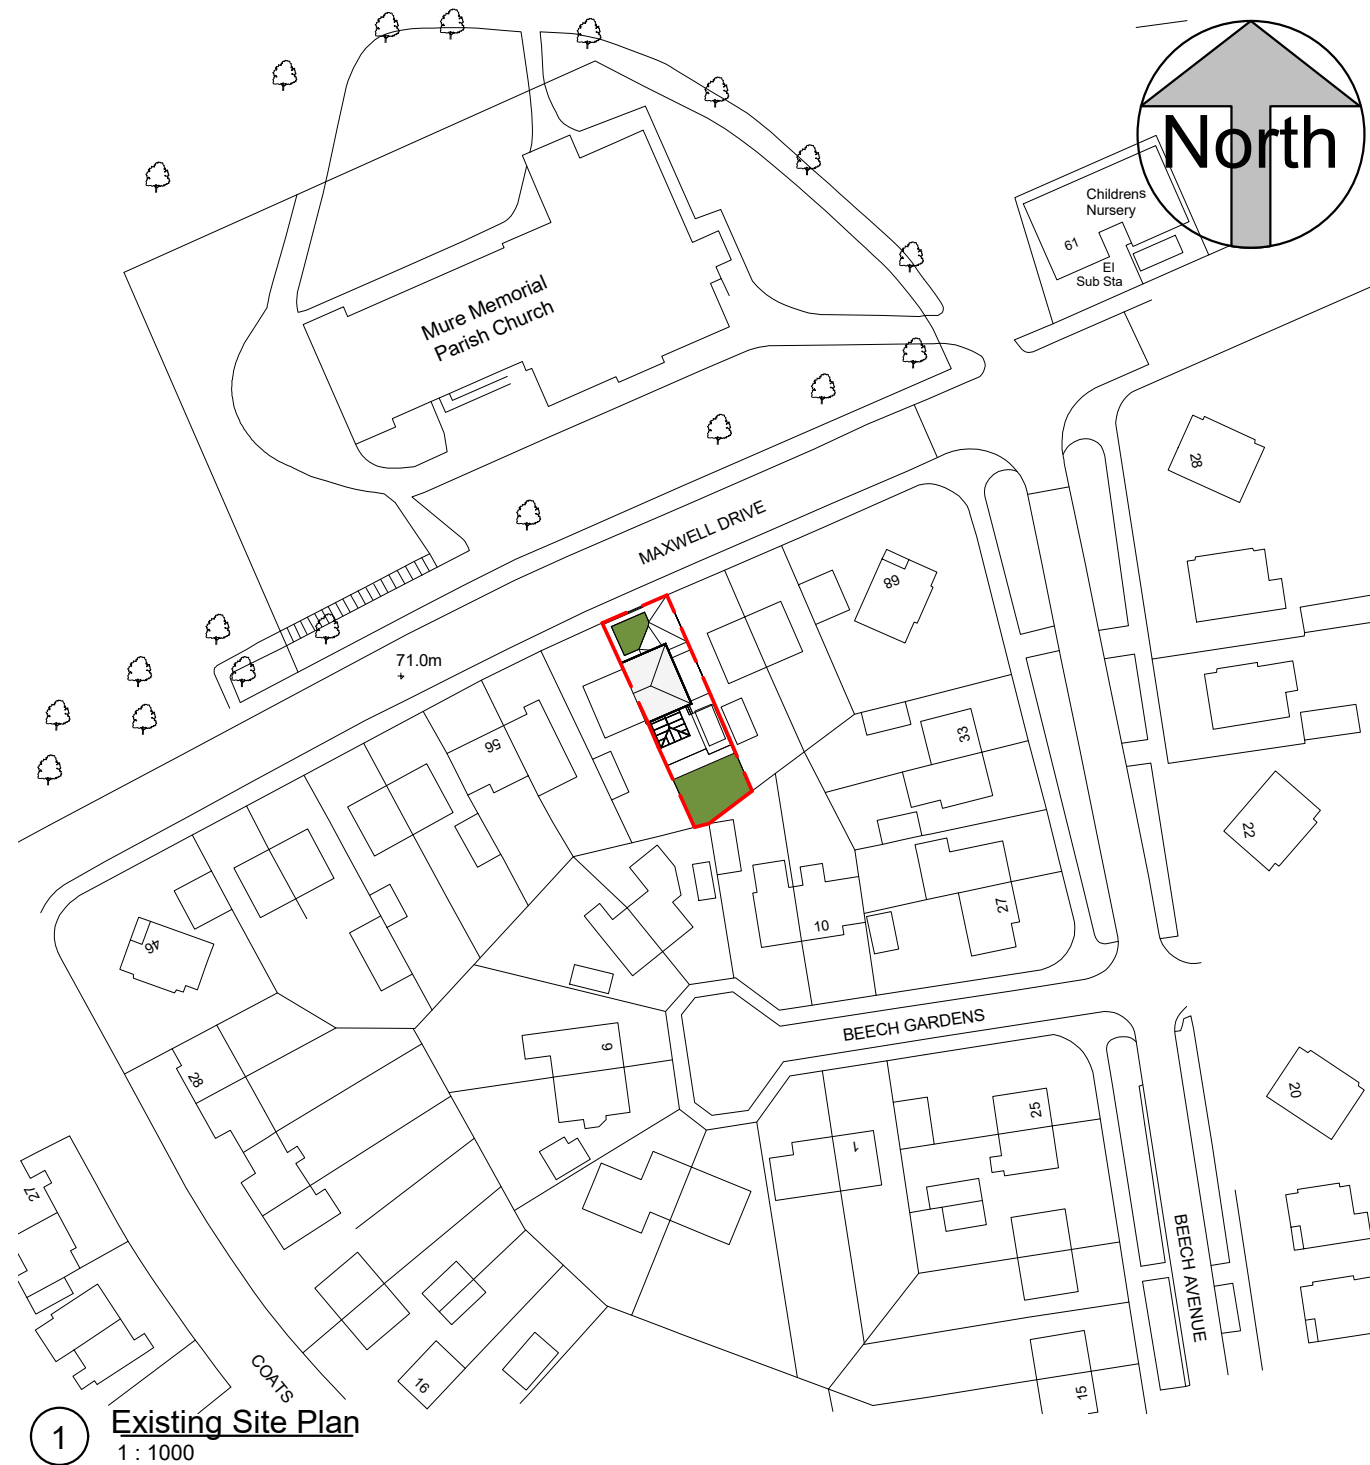 North
Childrens
Nursery
61
El
Sub Sta
Mure Memorial
Parish Church
28
MAXWELL DRIVE
68
71.0m
56
33
22
46
10
27
BEECH GARDENS
9
28
20
25
1
27
BEECH AVENUE
COATS
16
15
1
Existing Site Plan
1 : 1000